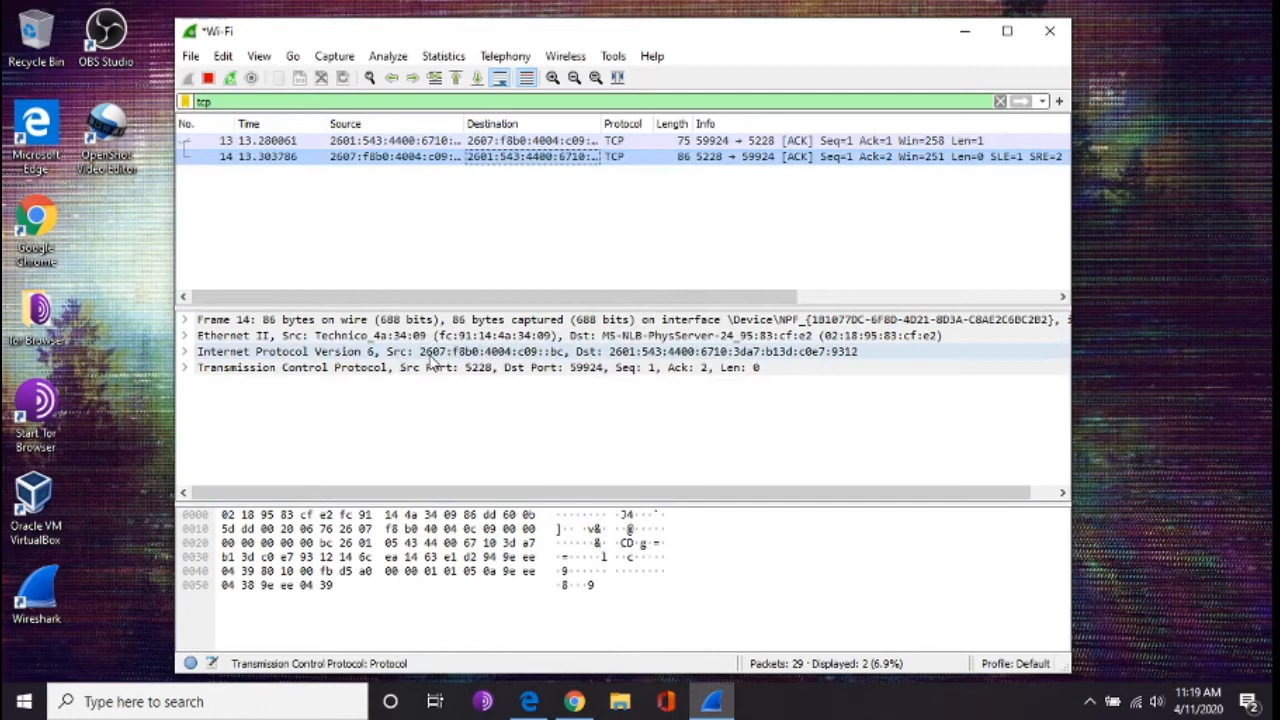 Recycle Bin
OBS Studio
Microsoft
Edge
OpenShot
Video Editor
Google
Chrome
Tor Browser
Start Tor
Browser
Oracle VM
VirtualBox
Wireshark
*Wi-Fi
File Edit View Go Capture Analyze Statistics Telephony Wireless Tools Help
tcp
No. Time Source Destination Protocol Length Info
13 13.280061 2601:543:4400:6710:… 2607:f8b0:4004:c09:… TCP 75 59924 → 5228 [ACK] Seq=1 Ack=1 Win=258 Len=1
14 13.303786 2607:f8b0:4004:c09:… 2601:543:4400:6710:… TCP 86 5228 → 59924 [ACK] Seq=1 Ack=2 Win=251 Len=0 SLE=1 SRE=2
Frame 14: 86 bytes on wire (688 bits), 86 bytes captured (688 bits) on interface
Ethernet II, Src: Dst: MS-NLB-PhysServer-24_95:83:cf:e2 (02:18:95:83:cf:e2)
Internet Protocol Version 6, Src: 2607:f8b0:4004:c09::bc, Dst: 2601:543:4400:6710:3da7:b13d:c0e7:9312
Transmission Control Protocol, Src Port: 5228, Dst Port: 59924, Seq: 1, Ack: 2, Len: 0
0000 02 18 95 83 cf e2 fc 91 14 4a 34 09 86 dd 60 0b
0010 5d dd 00 20 06 76 26 07 f8 b0 40 04 0c 09 00 00
0020 00 00 00 00 00 bc 26 01 05 43 44 00 67 10 3d a7
0030 b1 3d c0 e7 93 12 14 6c ea 14 63 e1 d2 94 9e ee
0040 04 39 80 10 00 fb d5 a0 00 00 01 01 05 0a 9e ee
0050 04 38 9e ee 04 39
Transmission Control Protocol: Protocol
Packets: 29 · Displayed: 2 (6.9%)
Profile: Default
Type here to search
11:19 AM
4/11/2020
2